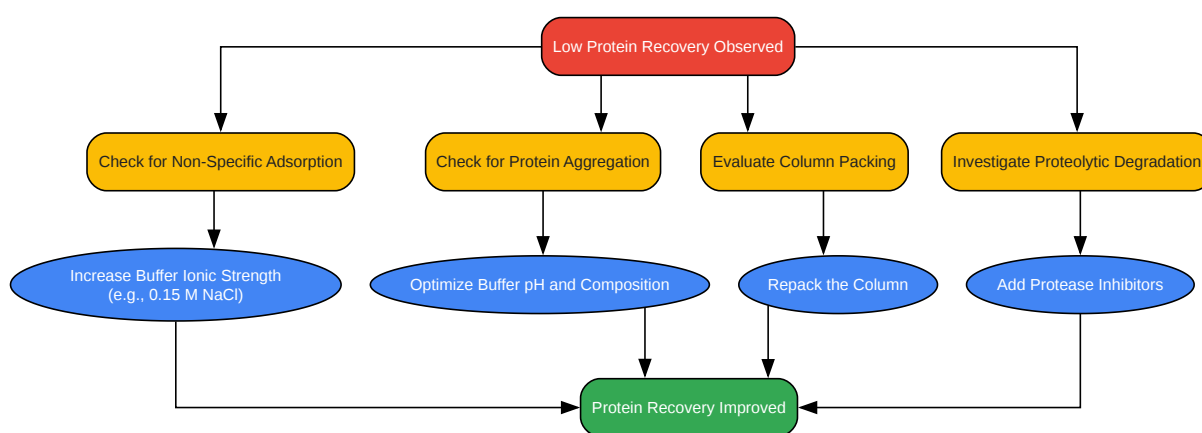 Low Protein Recovery Observed
Check for Non-Specific Adsorption
Check for Protein Aggregation
Evaluate Column Packing
Investigate Proteolytic Degradation
Increase Buffer Ionic Strength
(e.g., 0.15 M NaCl)
Optimize Buffer pH and Composition
Repack the Column
Add Protease Inhibitors
Protein Recovery Improved